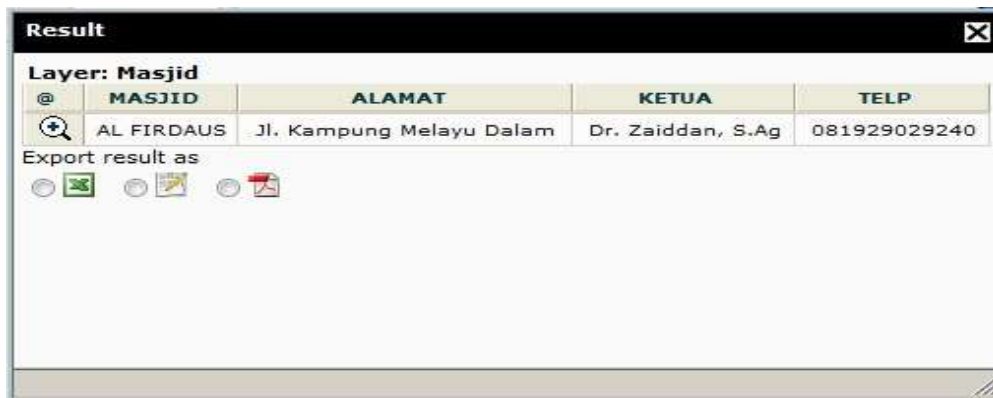 Result
Layer: Masjid
@ MASJID ALAMAT KETUA TELP
AL FIRDAUS Jl. Kampung Melayu Dalam Dr. Zaiddan, S.Ag 081929029240
Export result as